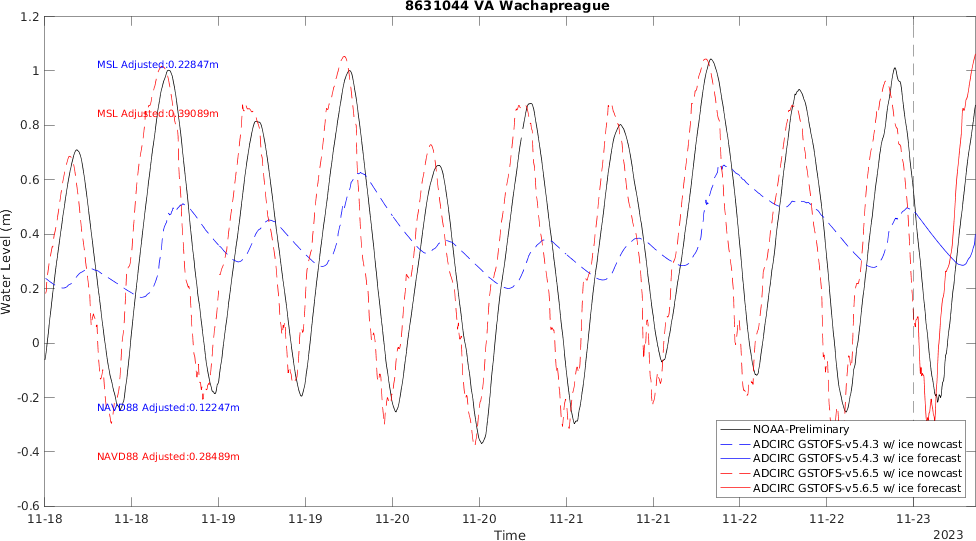 8631044 VA Wachapreague
1.2
1
0.8
0.6
0.4
0.2
0
-0.2
-0.4
-0.6
Water Level (m)
MSL Adjusted:0.22847m
MSL Adjusted:0.39089m
NAVD88 Adjusted:0.12247m
NAVD88 Adjusted:0.28489m
NOAA-Preliminary
ADCIRC GSTOFS-v5.4.3 w/ ice nowcast
ADCIRC GSTOFS-v5.4.3 w/ ice forecast
ADCIRC GSTOFS-v5.6.5 w/ ice nowcast
ADCIRC GSTOFS-v5.6.5 w/ ice forecast
11-18 11-18 11-19 11-19 11-20 11-20 11-21 11-21 11-22 11-22 11-23
Time
2023